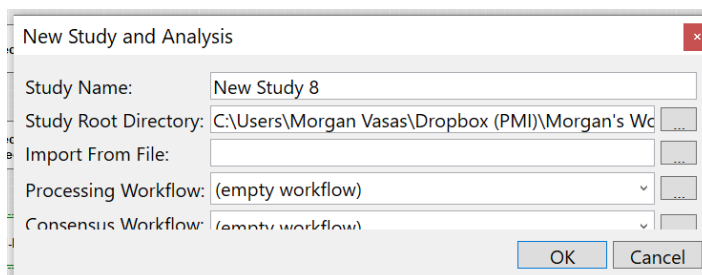 New Study and Analysis
Study Name: New Study 8
Study Root Directory: C:\Users\Morgan Vasas\Dropbox (PMI)\Morgan's Wo ...
Import From File: ...
Processing Workflow: (empty workflow) ...
Consensus Workflow: (empty workflow)
OK Cancel